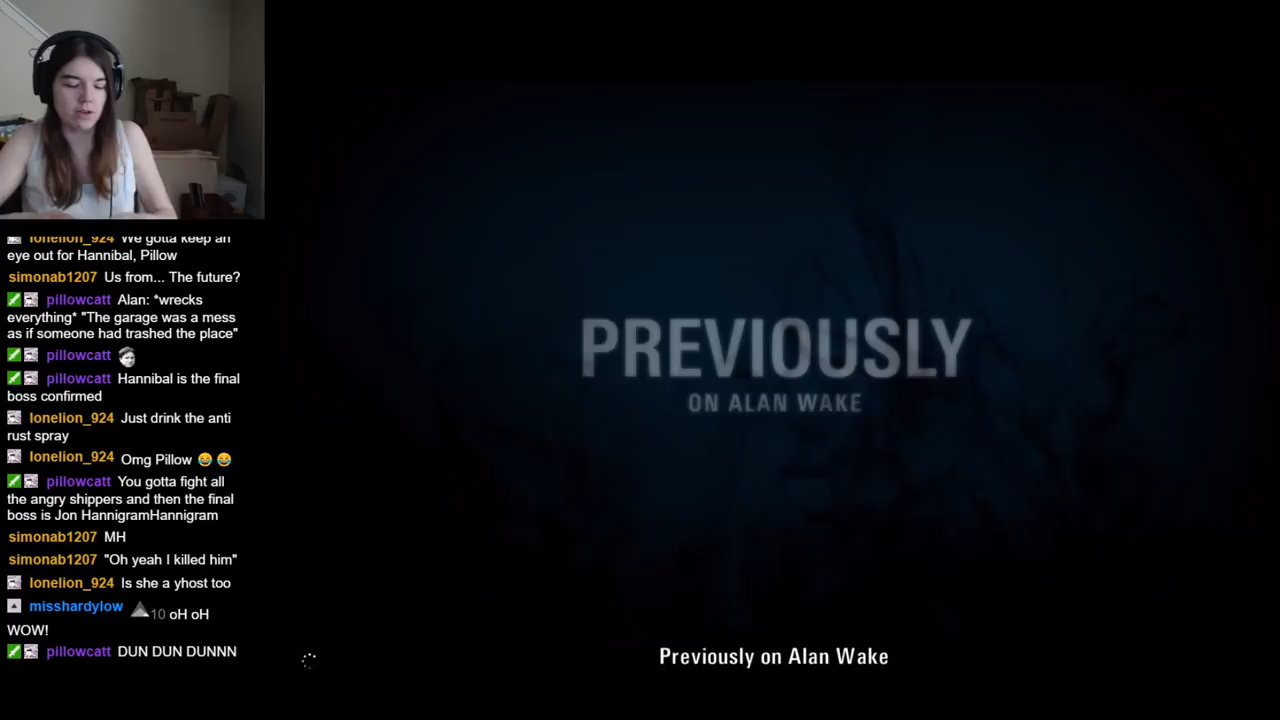 lonelion_924 We gotta keep an
eye out for Hannibal, Pillow
simonab1207 Us from... The future?
pillowcatt Alan: *wrecks
everything* "The garage was a mess
as if someone had trashed the place"
pillowcatt
pillowcatt Hannibal is the final
boss confirmed
lonelion_924 Just drink the anti
rust spray
lonelion_924 Omg Pillow 😂 😂
pillowcatt You gotta fight all
the angry shippers and then the final
boss is Jon HannigramHannigram
simonab1207 MH
simonab1207 "Oh yeah I killed him"
lonelion_924 Is she a yhost too
misshardylow 10 oH oH
WOW!
pillowcatt DUN DUN DUNNN
PREVIOUSLY
ON ALAN WAKE
Previously on Alan Wake